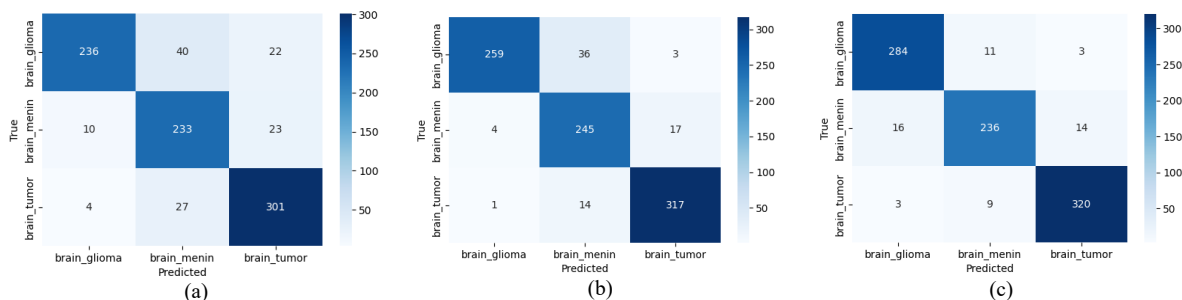 brain_glioma 236 40 22
brain_menin 10 233 23
brain_tumor 4 27 301
True
brain_glioma brain_menin brain_tumor
Predicted
300
250
200
150
100
50
(a)
brain_glioma 259 36 3
brain_menin 4 245 17
brain_tumor 1 14 317
True
brain_glioma brain_menin brain_tumor
Predicted
300
250
200
150
100
50
(b)
brain_glioma 284 11 3
brain_menin 16 236 14
brain_tumor 3 9 320
True
brain_glioma brain_menin brain_tumor
Predicted
300
250
200
150
100
50
(c)